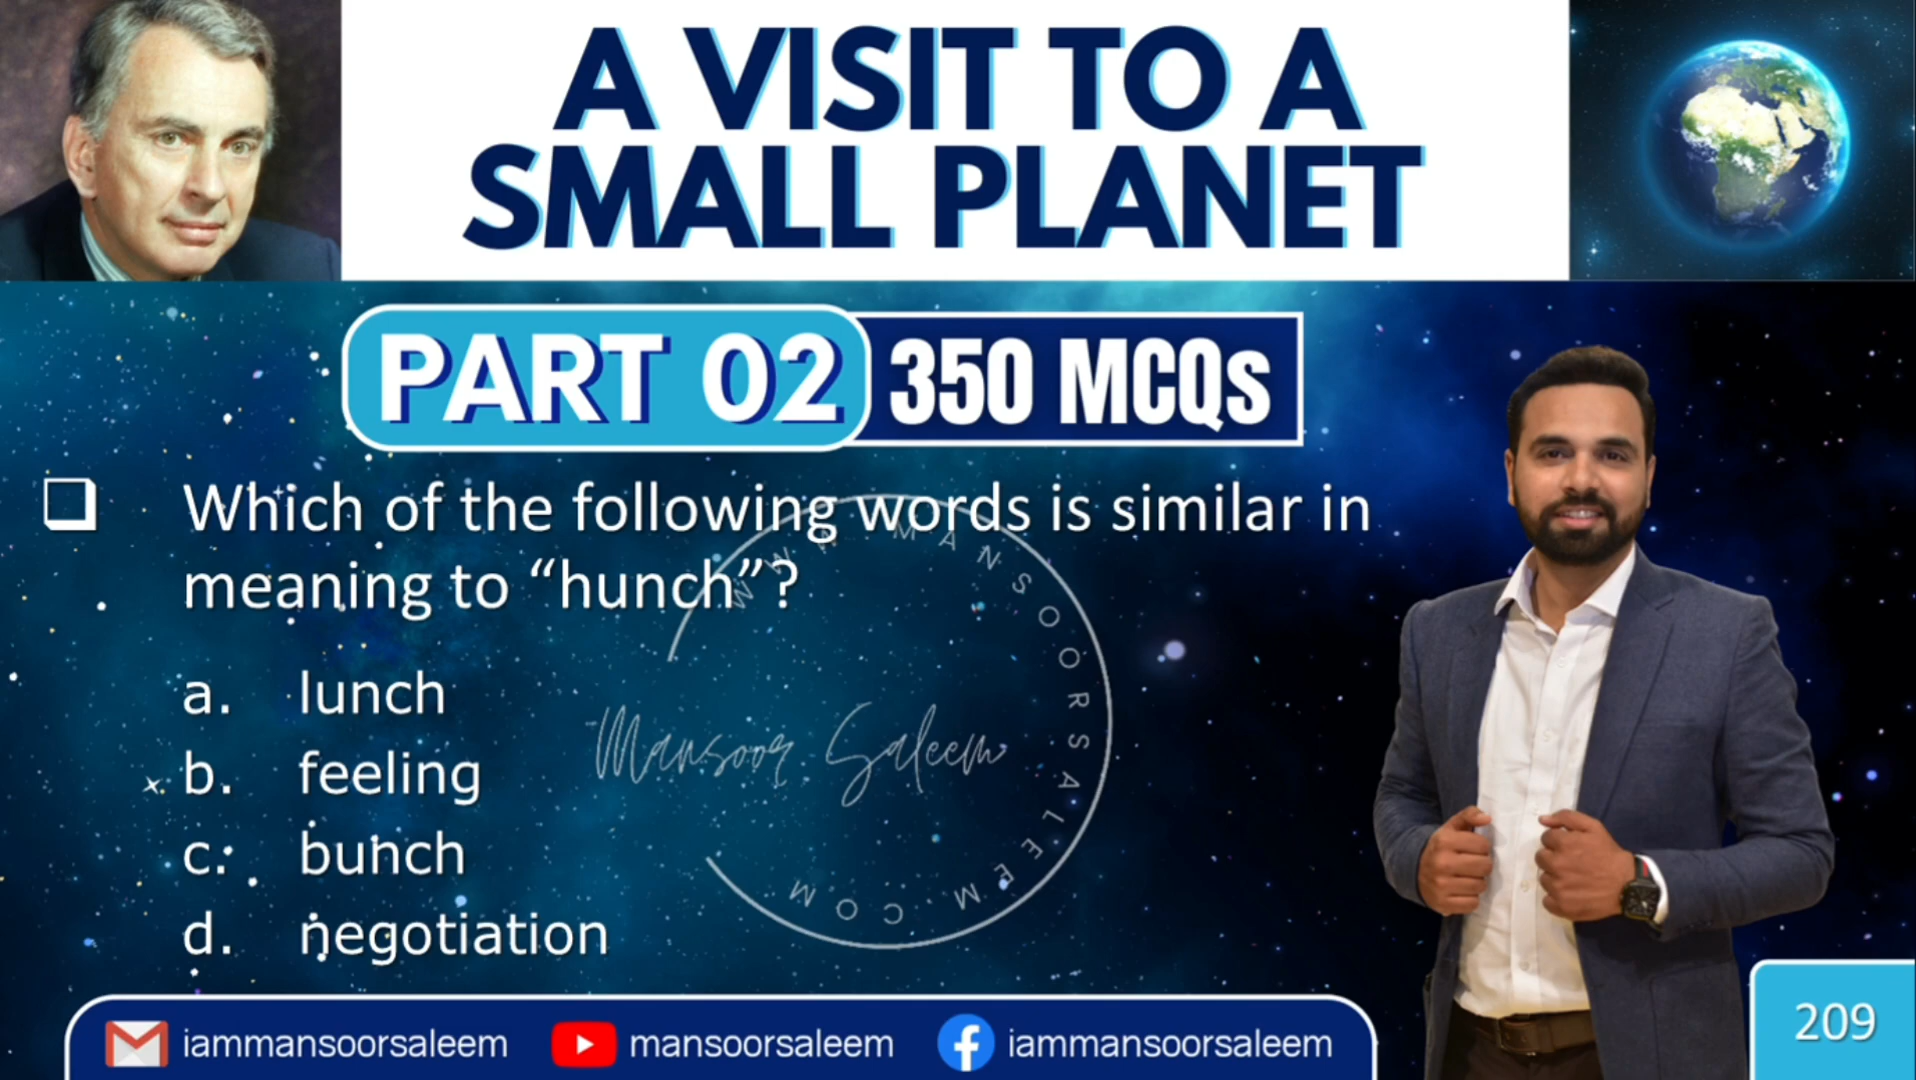 A VISIT TO A
SMALL PLANET
PART 02 350 MCQs
Which of the following words is similar in
meaning to “hunch”?
a. lunch
b. feeling
c. bunch
d. negotiation
WWW.MANSOORSALEEM.COM
Mansoor Saleem
iammansoorsaleem mansoorsaleem iammansoorsaleem
209